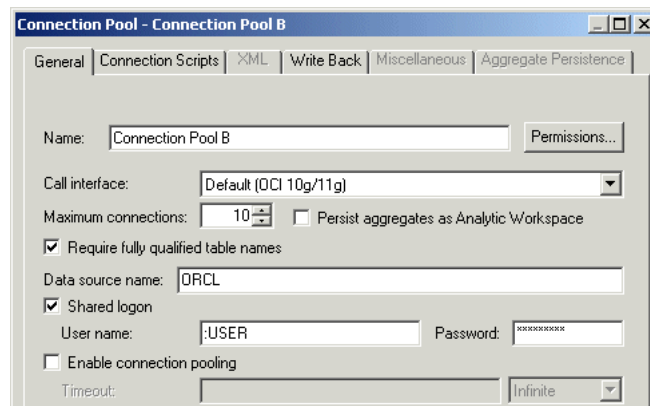 Connection Pool - Connection Pool B
General Connection Scripts XML Write Back Miscellaneous Aggregate Persistence
Name: Connection Pool B Permissions...
Call interface: Default (OCI 10g/11g)
Maximum connections: 10 Persist aggregates as Analytic Workspace
Require fully qualified table names
Data source name: ORCL
Shared logon
User name: :USER Password: *********
Enable connection pooling
Timeout: Infinite